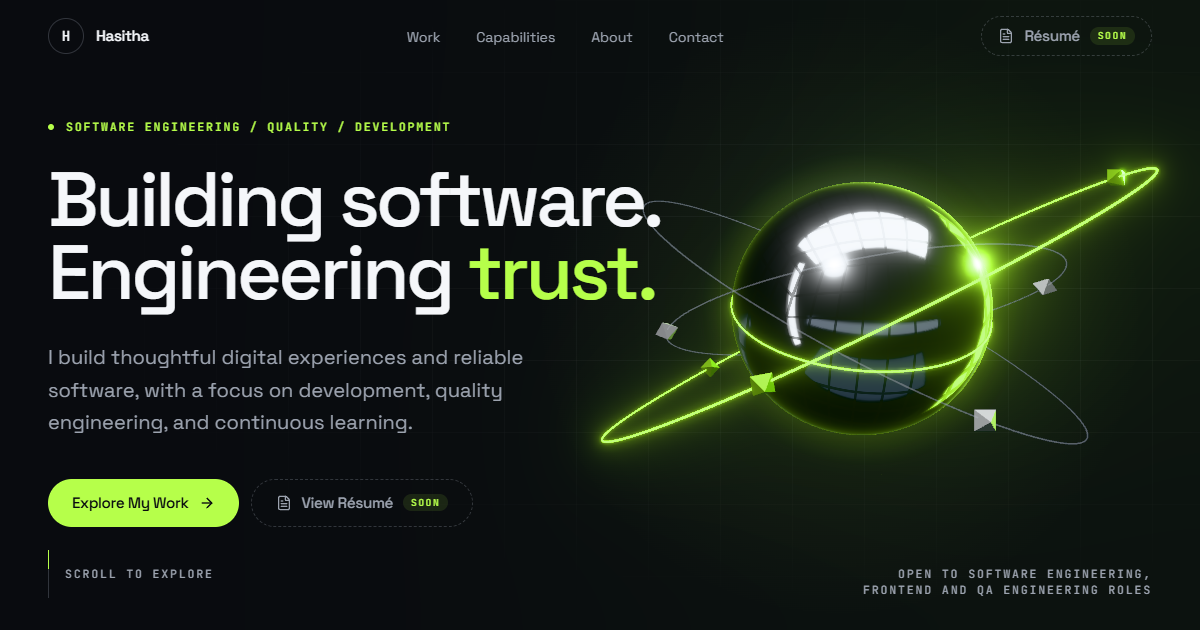 H
Hasitha
Work
Capabilities
About
Contact
Résumé
SOON
SOFTWARE ENGINEERING / QUALITY / DEVELOPMENT
Building software.
Engineering trust.
I build thoughtful digital experiences and reliable
software, with a focus on development, quality
engineering, and continuous learning.
Explore My Work →
View Résumé
SOON
SCROLL TO EXPLORE
OPEN TO SOFTWARE ENGINEERING,
FRONTEND AND QA ENGINEERING ROLES